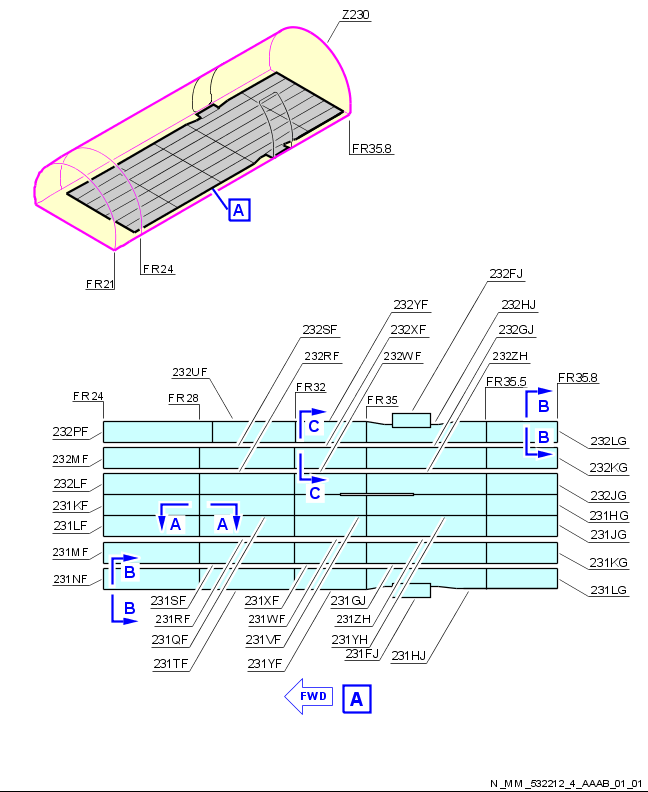 Z230
FR35.8
A
FR24
FR21
232FJ
232YF
232HJ
232SF
232XF
232GJ
232RF
232WF
232ZH
232UF
FR24
FR28
FR32
FR35
FR35.5
FR35.8
B
C
232PF
B
232LG
232MF
232KG
232LF
C
232JG
231KF
231HG
231LF
A
A
231JG
231MF
231KG
B
231NF
231LG
B
231SF
231XF
231GJ
231RF
231WF
231ZH
231QF
231VF
231YH
231FJ
231TF
231YF
231HJ
FWD
A
N_MM_532212_4_AAAB_01_01